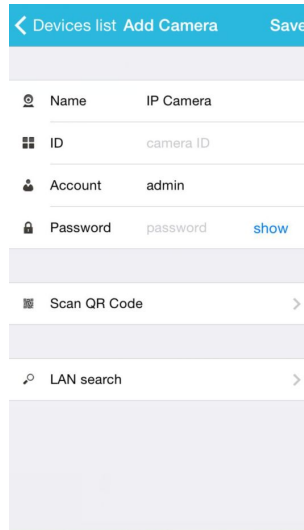 Devices list Add Camera Save
Name IP Camera
ID camera ID
Account admin
Password password show
Scan QR Code
LAN search